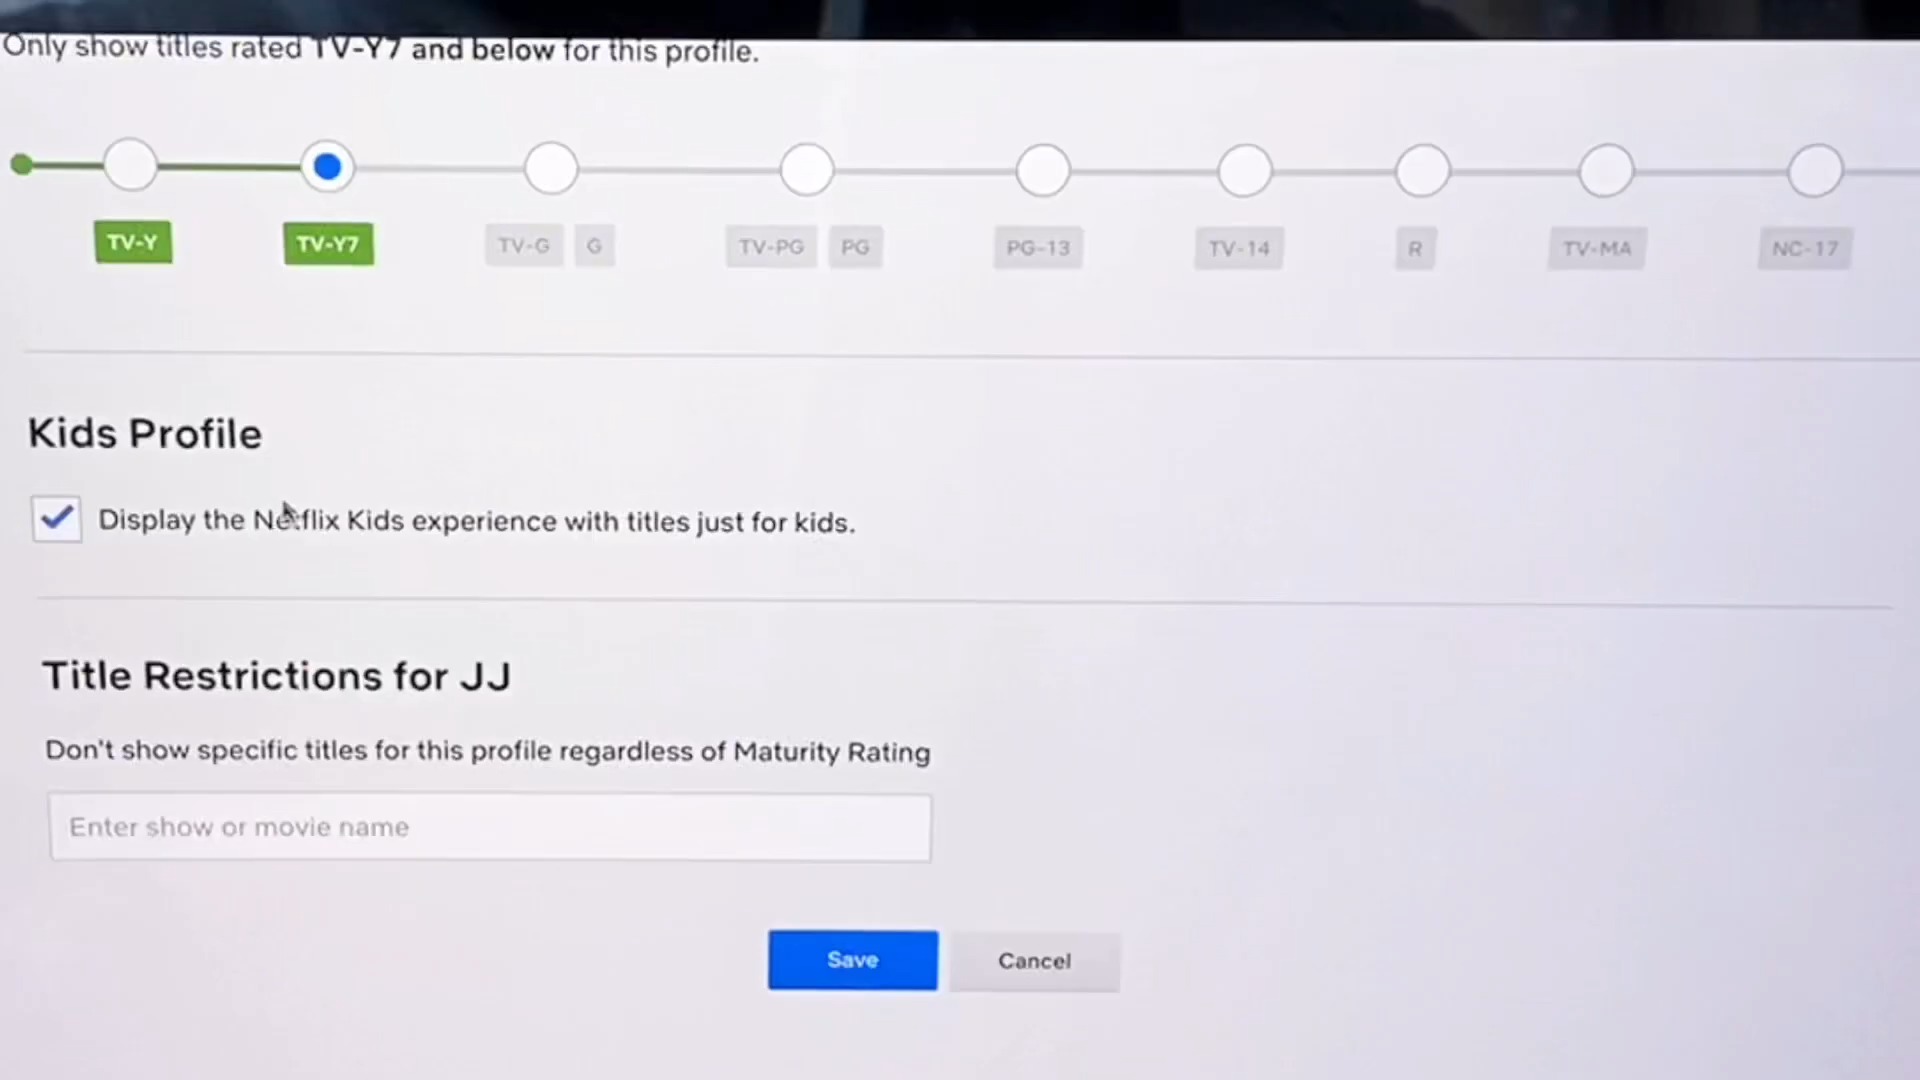 Only show titles rated TV-Y7 and below for this profile.
TV-Y TV-Y7 TV-G G TV-PG PG PG-13 TV-14 R TV-MA NC-17
Kids Profile
Display the Netflix Kids experience with titles just for kids.
Title Restrictions for JJ
Don't show specific titles for this profile regardless of Maturity Rating
Enter show or movie name
Save Cancel